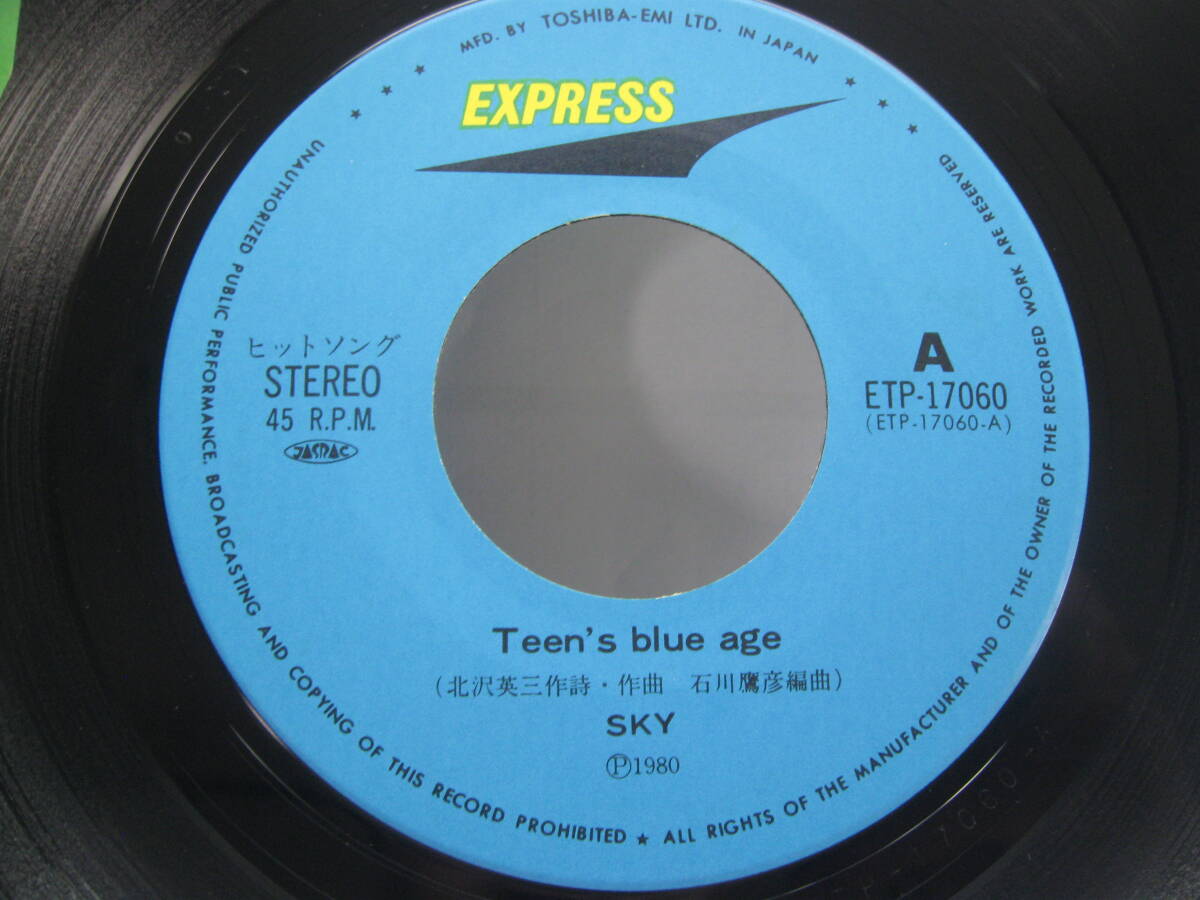 MFD. BY TOSHIBA-EMI LTD. IN JAPAN
EXPRESS
ヒットソング
STEREO
45 R.P.M.
JASRAC
A
ETP-17060
(ETP-17060-A)
Teen's blue age
(北沢英三作詩・作曲 石川鷹彦編曲)
SKY
Ⓟ1980
UNAUTHORIZED PUBLIC PERFORMANCE, BROADCASTING AND COPYING OF THIS RECORD PROHIBITED ★ ALL RIGHTS OF THE MANUFACTURER AND OF THE OWNER OF THE RECORDED WORK ARE RESERVED